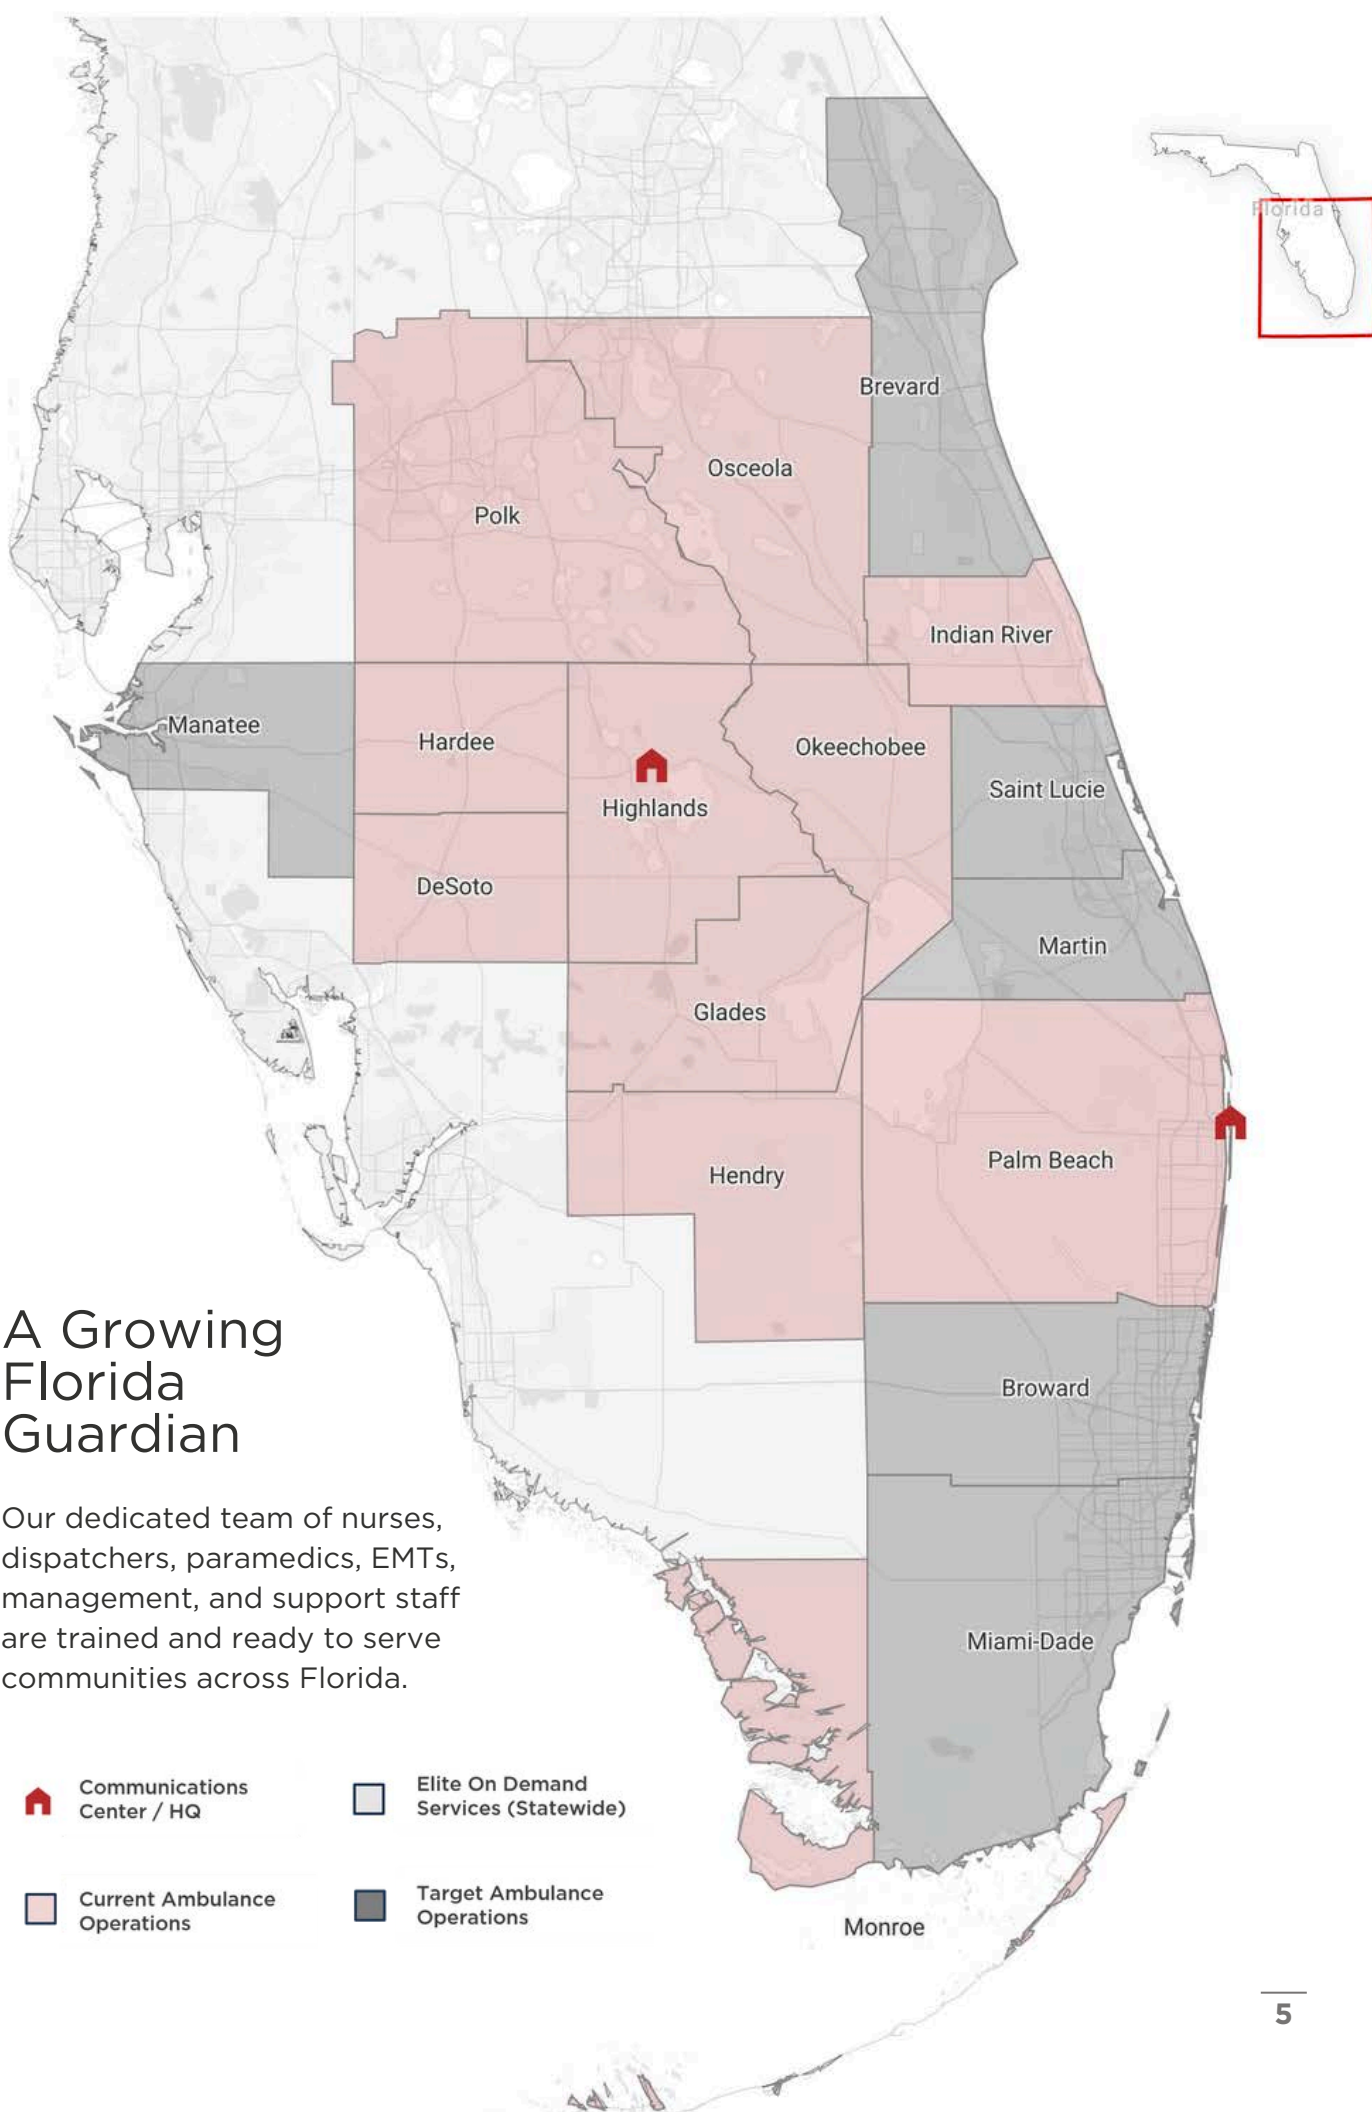 Florida
Brevard
Osceola
Polk
Indian River
Manatee
Hardee
Okeechobee
Saint Lucie
Highlands
DeSoto
Martin
Glades
Palm Beach
Hendry
A Growing
Florida
Guardian
Broward
Our dedicated team of nurses,
dispatchers, paramedics, EMTs,
management, and support staff
are trained and ready to serve
communities across Florida.
Miami-Dade
Communications
Center / HQ
Elite On Demand
Services (Statewide)
Current Ambulance
Operations
Target Ambulance
Operations
Monroe
5